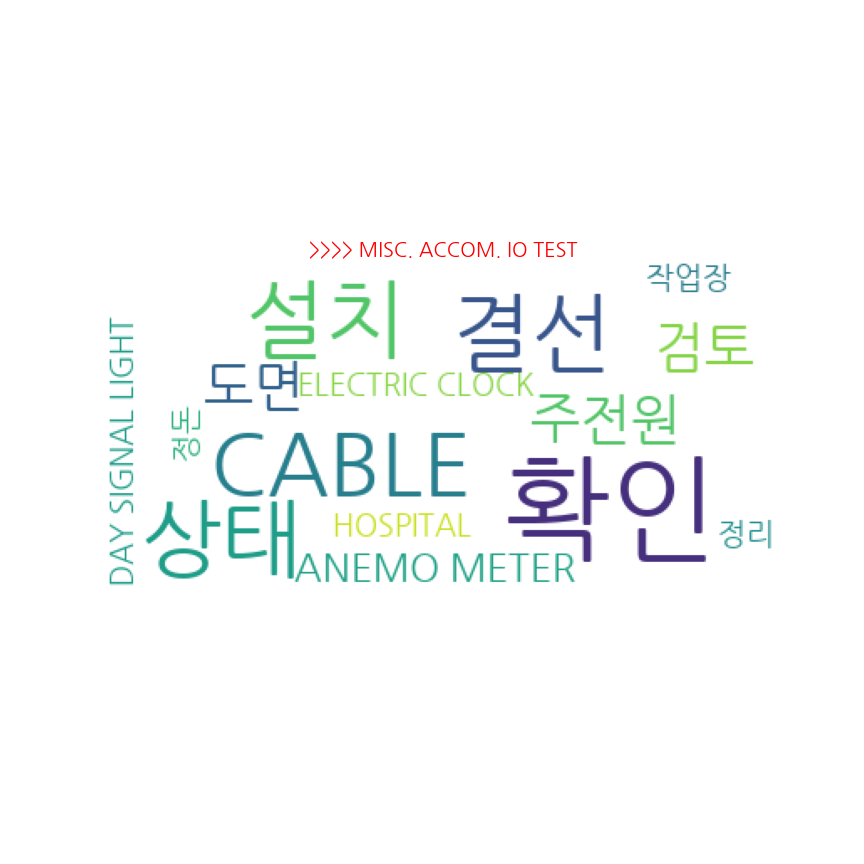 >>>> MISC. ACCOM. IO TEST
작업장
설치
결선
검토
도면
ELECTRIC CLOCK
주전원
DAY SIGNAL LIGHT
정돈
CABLE
확인
상태
HOSPITAL
정리
ANEMO METER